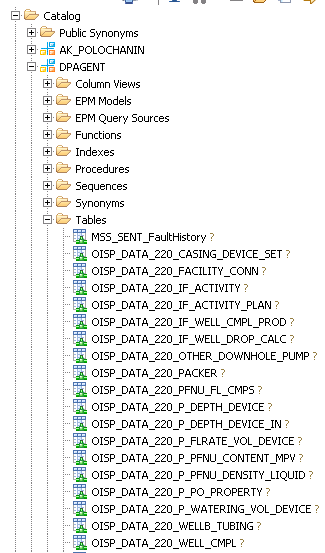 Catalog
Public Synonyms
AK_POLOCHANIN
DPAGENT
Column Views
EPM Models
EPM Query Sources
Functions
Indexes
Procedures
Sequences
Synonyms
Tables
MSS_SENT_FaultHistory ?
OISP_DATA_220_CASING_DEVICE_SET ?
OISP_DATA_220_FACILITY_CONN ?
OISP_DATA_220_IF_ACTIVITY ?
OISP_DATA_220_IF_ACTIVITY_PLAN ?
OISP_DATA_220_IF_WELL_CMPL_PROD ?
OISP_DATA_220_IF_WELL_DROP_CALC ?
OISP_DATA_220_OTHER_DOWNHOLE_PUMP ?
OISP_DATA_220_PACKER ?
OISP_DATA_220_PFNU_FL_CMPS ?
OISP_DATA_220_P_DEPTH_DEVICE ?
OISP_DATA_220_P_DEPTH_DEVICE_IN ?
OISP_DATA_220_P_FLRATE_VOL_DEVICE ?
OISP_DATA_220_P_PFNU_CONTENT_MPV ?
OISP_DATA_220_P_PFNU_DENSITY_LIQUID ?
OISP_DATA_220_P_PO_PROPERTY ?
OISP_DATA_220_P_WATERING_VOL_DEVICE ?
OISP_DATA_220_WELLB_TUBING ?
OISP_DATA_220_WELL_CMPL ?